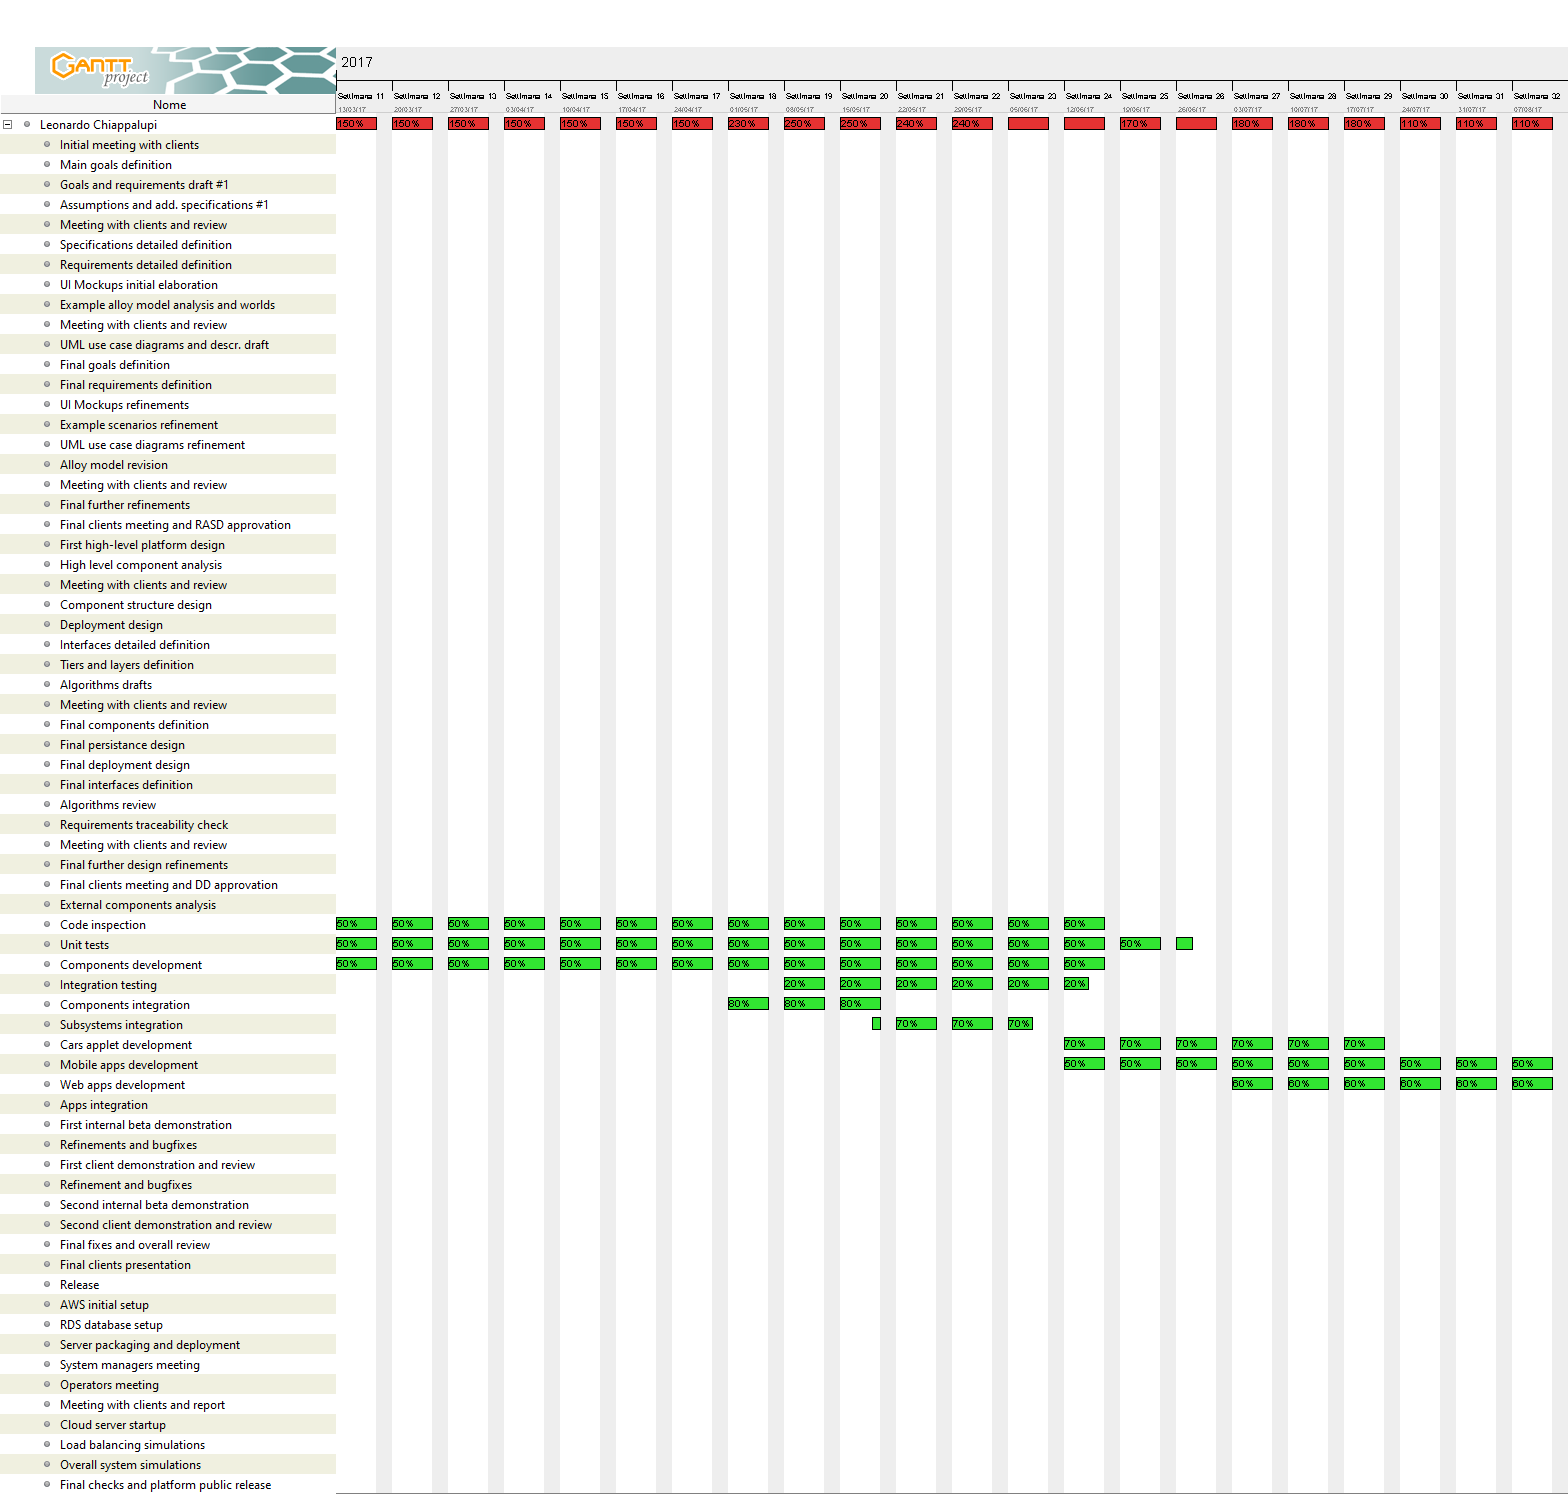 GANTT
project
2017
Settimana 11 Settimana 12 Settimana 13 Settimana 14 Settimana 15 Settimana 16 Settimana 17 Settimana 18 Settimana 19 Settimana 20 Settimana 21 Settimana 22 Settimana 23 Settimana 24 Settimana 25 Settimana 26 Settimana 27 Settimana 28 Settimana 29 Settimana 30 Settimana 31 Settimana 32
Nome 13/03/17 20/03/17 27/03/17 03/04/17 10/04/17 17/04/17 24/04/17 01/05/17 08/05/17 15/05/17 22/05/17 29/05/17 05/06/17 12/06/17 19/06/17 26/06/17 03/07/17 10/07/17 17/07/17 24/07/17 31/07/17 07/08/17
Leonardo Chiappalupi 150% 150% 150% 150% 150% 150% 150% 230% 250% 250% 240% 240% 170% 180% 180% 180% 110% 110% 110%
Initial meeting with clients
Main goals definition
Goals and requirements draft #1
Assumptions and add. specifications #1
Meeting with clients and review
Specifications detailed definition
Requirements detailed definition
UI Mockups initial elaboration
Example alloy model analysis and worlds
Meeting with clients and review
UML use case diagrams and descr. draft
Final goals definition
Final requirements definition
UI Mockups refinements
Example scenarios refinement
UML use case diagrams refinement
Alloy model revision
Meeting with clients and review
Final further refinements
Final clients meeting and RASD approvation
First high-level platform design
High level component analysis
Meeting with clients and review
Component structure design
Deployment design
Interfaces detailed definition
Tiers and layers definition
Algorithms drafts
Meeting with clients and review
Final components definition
Final persistance design
Final deployment design
Final interfaces definition
Algorithms review
Requirements traceability check
Meeting with clients and review
Final further design refinements
Final clients meeting and DD approvation
External components analysis
Code inspection 50% 50% 50% 50% 50% 50% 50% 50% 50% 50% 50% 50% 50% 50%
Unit tests 50% 50% 50% 50% 50% 50% 50% 50% 50% 50% 50% 50% 50% 50% 50%
Components development 50% 50% 50% 50% 50% 50% 50% 50% 50% 50% 50% 50% 50% 50%
Integration testing 20% 20% 20% 20% 20% 20%
Components integration 80% 80% 80%
Subsystems integration 70% 70% 70%
Cars applet development 70% 70% 70% 70% 70% 70%
Mobile apps development 50% 50% 50% 50% 50% 50% 50% 50% 50%
Web apps development 60% 60% 60% 60% 60% 60%
Apps integration
First internal beta demonstration
Refinements and bugfixes
First client demonstration and review
Refinement and bugfixes
Second internal beta demonstration
Second client demonstration and review
Final fixes and overall review
Final clients presentation
Release
AWS initial setup
RDS database setup
Server packaging and deployment
System managers meeting
Operators meeting
Meeting with clients and report
Cloud server startup
Load balancing simulations
Overall system simulations
Final checks and platform public release